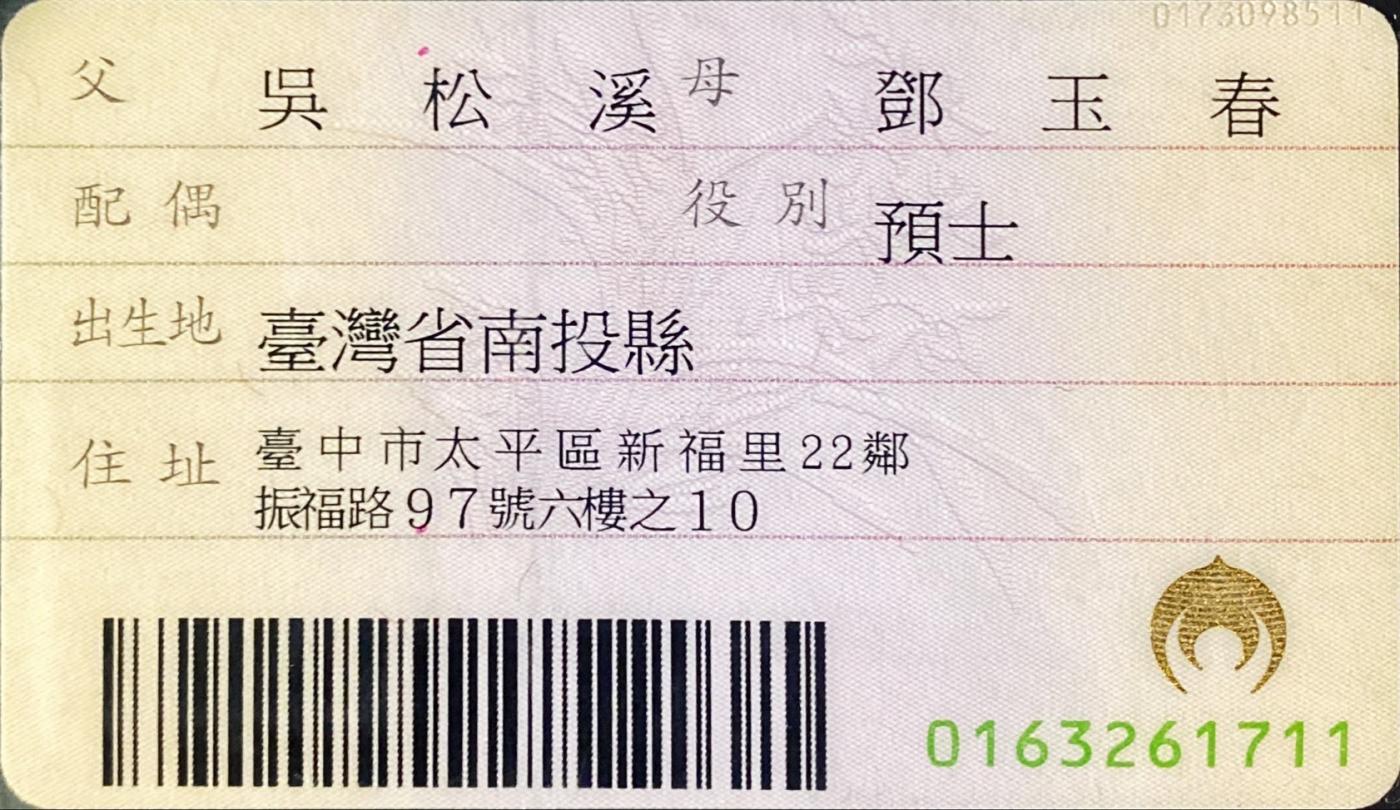 0173098511
父 吳松溪 母 鄧玉春
配偶 役別 預士
出生地 臺灣省南投縣
住址 臺中市太平區新福里22鄰
振福路97號六樓之10
0163261711